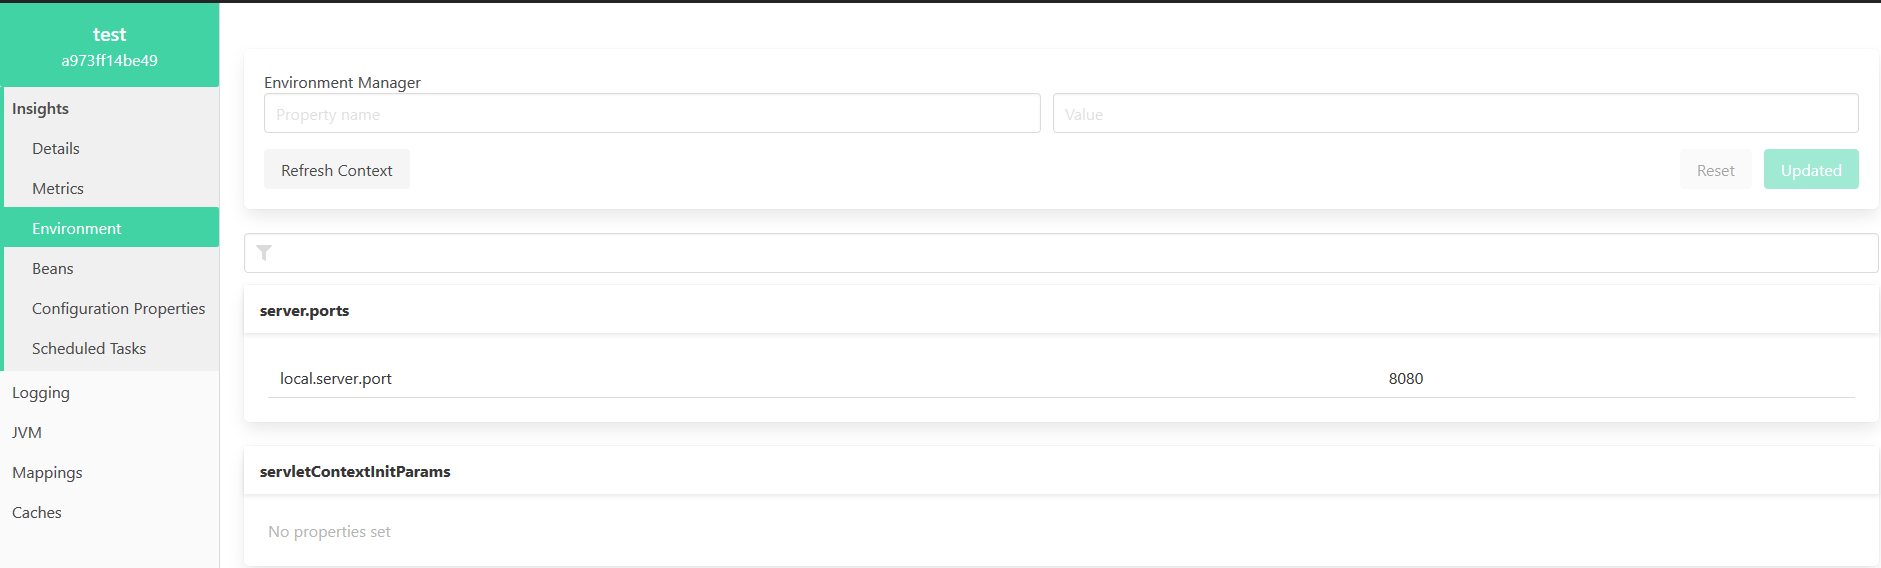 test
a973ff14be49
Insights
Details
Metrics
Environment
Beans
Configuration Properties
Scheduled Tasks
Logging
JVM
Mappings
Caches
Environment Manager
Property name
Value
Refresh Context
Reset
Updated
server.ports
local.server.port 8080
servletContextInitParams
No properties set